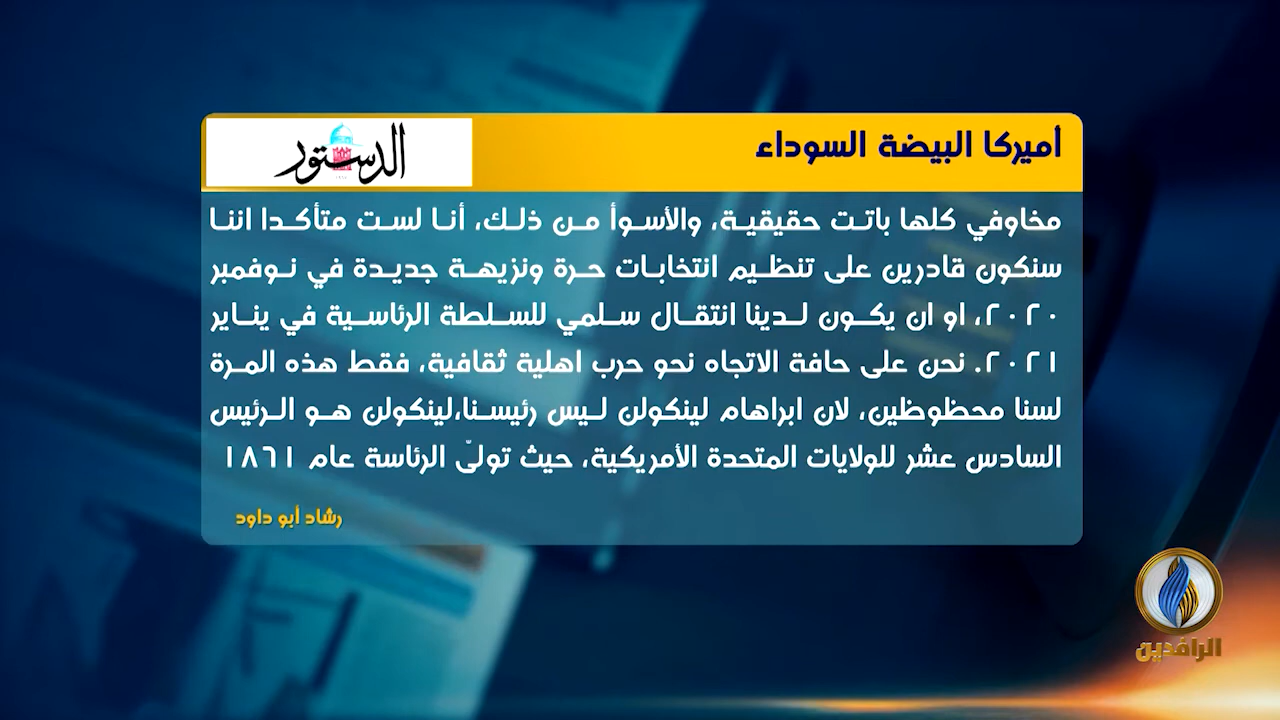 أميركا البيضة السوداء
الدستور
مخاوفي كلها باتت حقيقية، والأسوأ من ذلك، أنا لست متأكدا اننا
سنكون قادرين على تنظيم انتخابات حرة ونزيهة جديدة في نوفمبر
٢٠٢٠، او ان يكون لدينا انتقال سلمي للسلطة الرئاسية في يناير
٢٠٢١. نحن على حافة الاتجاه نحو حرب اهلية ثقافية، فقط هذه المرة
لسنا محظوظين، لان ابراهام لينكولن ليس رئيسنا،لينكولن هو الرئيس
السادس عشر للولايات المتحدة الأمريكية، حيث تولّى الرئاسة عام ١٨٦١
رشاد أبو داود
الرافدين